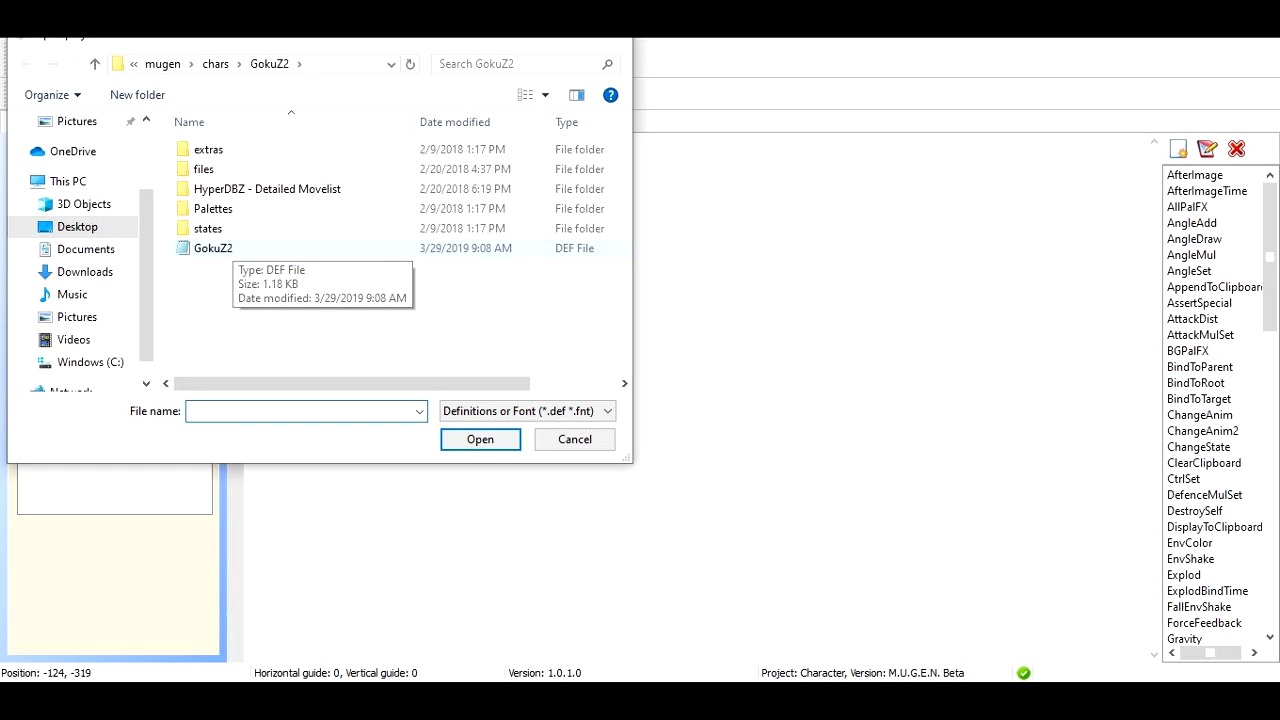 « mugen > chars > GokuZ2 >
Search GokuZ2
Organize
New folder
Name
Date modified
Type
Pictures
OneDrive
This PC
3D Objects
Desktop
Documents
Downloads
Music
Pictures
Videos
Windows (C:)
Network
extras 2/9/2018 1:17 PM File folder
files 2/20/2018 4:37 PM File folder
HyperDBZ - Detailed Movelist 2/20/2018 6:19 PM File folder
Palettes 2/9/2018 1:17 PM File folder
states 2/9/2018 1:17 PM File folder
GokuZ2 3/29/2019 9:08 AM DEF File
Type: DEF File
Size: 1.18 KB
Date modified: 3/29/2019 9:08 AM
File name:
Definitions or Font (*.def *.fnt)
Open
Cancel
AfterImage
AfterImageTime
AllPalFX
AngleAdd
AngleDraw
AngleMul
AngleSet
AppendToClipboar
AssertSpecial
AttackDist
AttackMulSet
BGPalFX
BindToParent
BindToRoot
BindToTarget
ChangeAnim
ChangeAnim2
ChangeState
ClearClipboard
CtrlSet
DefenceMulSet
DestroySelf
DisplayToClipboard
EnvColor
EnvShake
Explod
ExplodBindTime
FallEnvShake
ForceFeedback
Gravity
Position: -124, -319
Horizontal guide: 0, Vertical guide: 0
Version: 1.0.1.0
Project: Character, Version: M.U.G.E.N. Beta